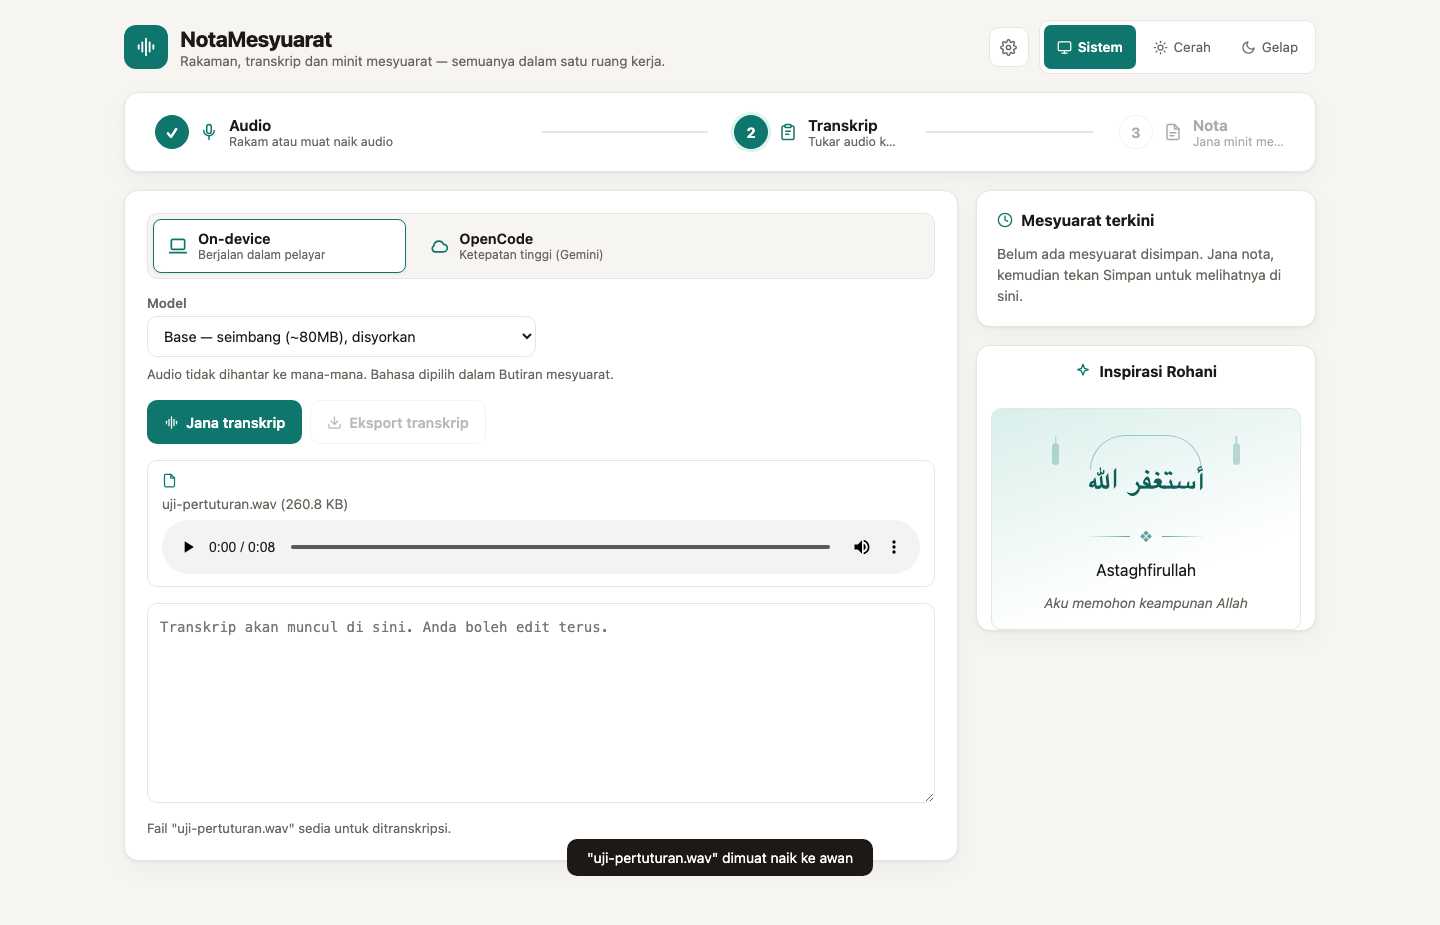 NotaMesyuarat
Rakaman, transkrip dan minit mesyuarat — semuanya dalam satu ruang kerja.
Sistem
Cerah
Gelap
Audio
Rakam atau muat naik audio
2
Transkrip
Tukar audio k...
3
Nota
Jana minit me...
On-device
Berjalan dalam pelayar
OpenCode
Ketepatan tinggi (Gemini)
Model
Base — seimbang (~80MB), disyorkan
Audio tidak dihantar ke mana-mana. Bahasa dipilih dalam Butiran mesyuarat.
Jana transkrip
Eksport transkrip
uji-pertuturan.wav (260.8 KB)
0:00 / 0:08
Transkrip akan muncul di sini. Anda boleh edit terus.
Fail "uji-pertuturan.wav" sedia untuk ditranskripsi.
"uji-pertuturan.wav" dimuat naik ke awan
Mesyuarat terkini
Belum ada mesyuarat disimpan. Jana nota,
kemudian tekan Simpan untuk melihatnya di
sini.
Inspirasi Rohani
أستغفر الله
Astaghfirullah
Aku memohon keampunan Allah